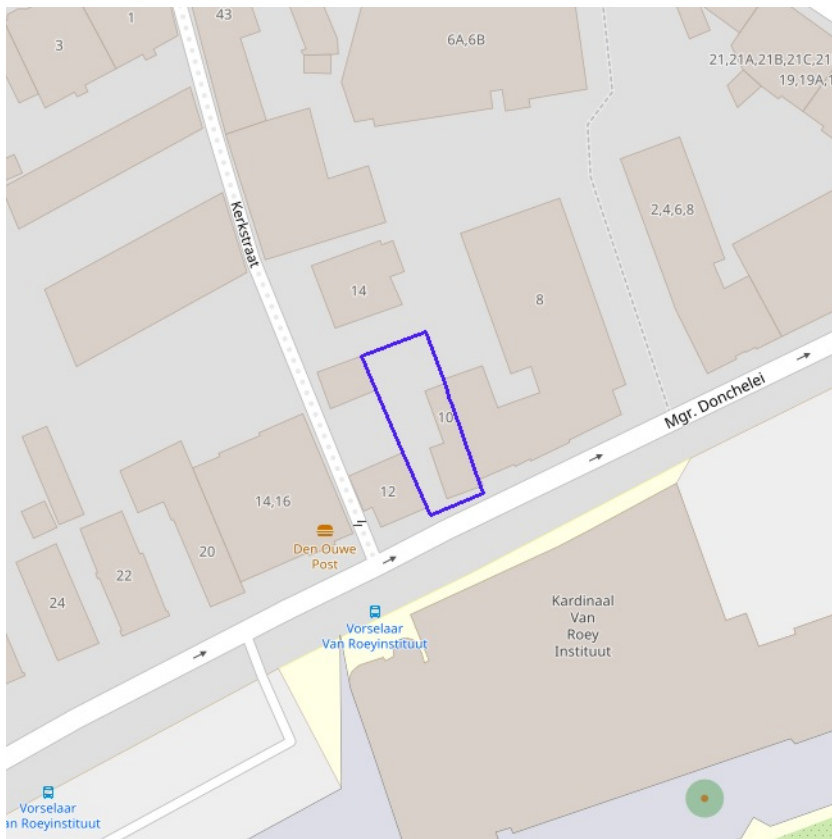 3
1
43
6A,6B
21,21A,21B,21C,21
19,19A,1
Kerkstraat
2,4,6,8
14
8
10
Mgr. Donchelei
12
14,16
Den Ouwe
Post
20
22
24
Vorselaar
Van Roeyinstituut
Kardinaal
Van
Roey
Instituut
Vorselaar
an Roeyinstituut